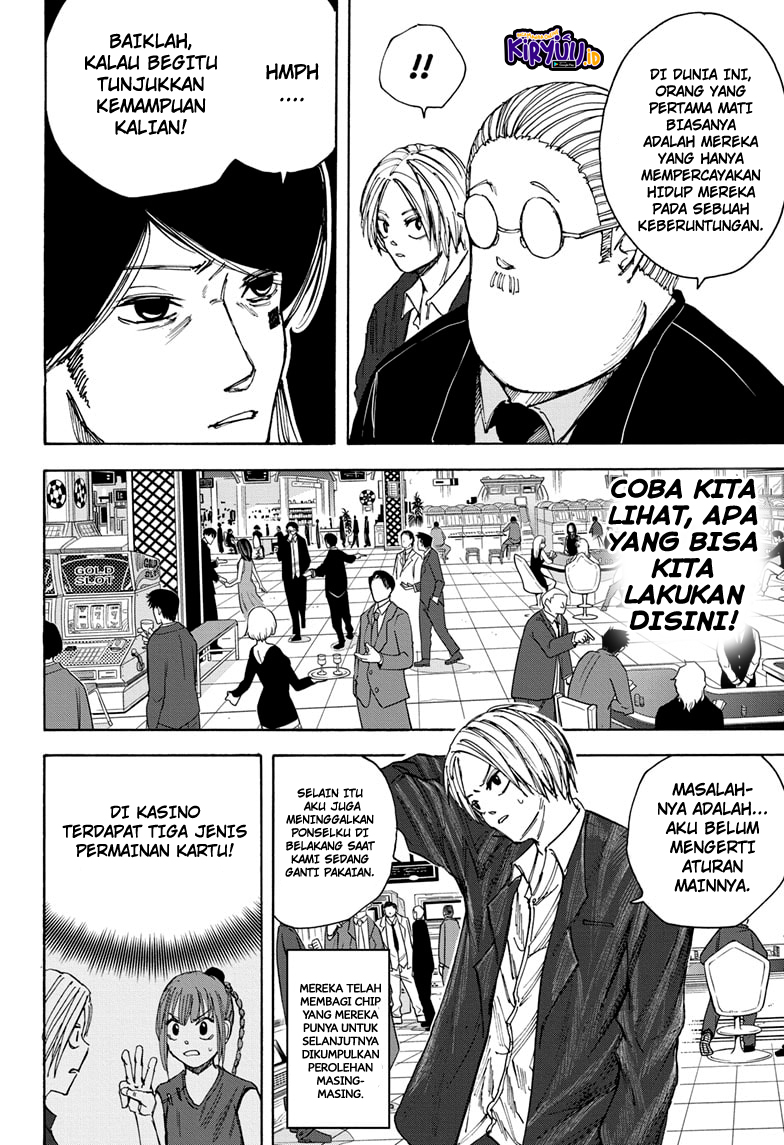 BAIKLAH,
KALAU BEGITU
TUNJUKKAN
KEMAMPUAN
KALIAN!
HMPH
....
!!
KIRYUU.ID
DI DUNIA INI,
ORANG YANG
PERTAMA MATI
BIASANYA
ADALAH MEREKA
YANG HANYA
MEMPERCAYAKAN
HIDUP MEREKA
PADA SEBUAH
KEBERUNTUNGAN.
GOLD
SLOT
COBA KITA
LIHAT, APA
YANG BISA
KITA
LAKUKAN
DISINI!
DI KASINO
TERDAPAT TIGA JENIS
PERMAINAN KARTU!
SELAIN ITU
AKU JUGA
MENINGGALKAN
PONSELKU DI
BELAKANG SAAT
KAMI SEDANG
GANTI PAKAIAN.
MASALAH-
NYA ADALAH...
AKU BELUM
MENGERTI
ATURAN
MAINNYA.
MEREKA TELAH
MEMBAGI CHIP
YANG MEREKA
PUNYA UNTUK
SELANJUTNYA
DIKUMPULKAN
PEROLEHAN
MASING-
MASING.